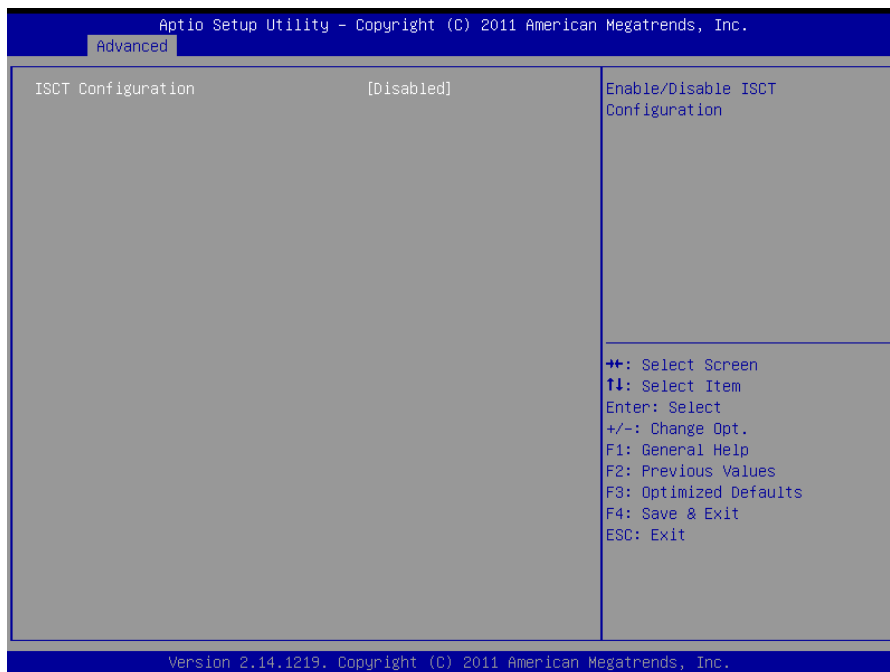 Aptio Setup Utility – Copyright (C) 2011 American Megatrends, Inc.
Advanced
ISCT Configuration [Disabled]
Enable/Disable ISCT
Configuration
→←: Select Screen
↑↓: Select Item
Enter: Select
+/-: Change Opt.
F1: General Help
F2: Previous Values
F3: Optimized Defaults
F4: Save & Exit
ESC: Exit
Version 2.14.1219. Copyright (C) 2011 American Megatrends, Inc.